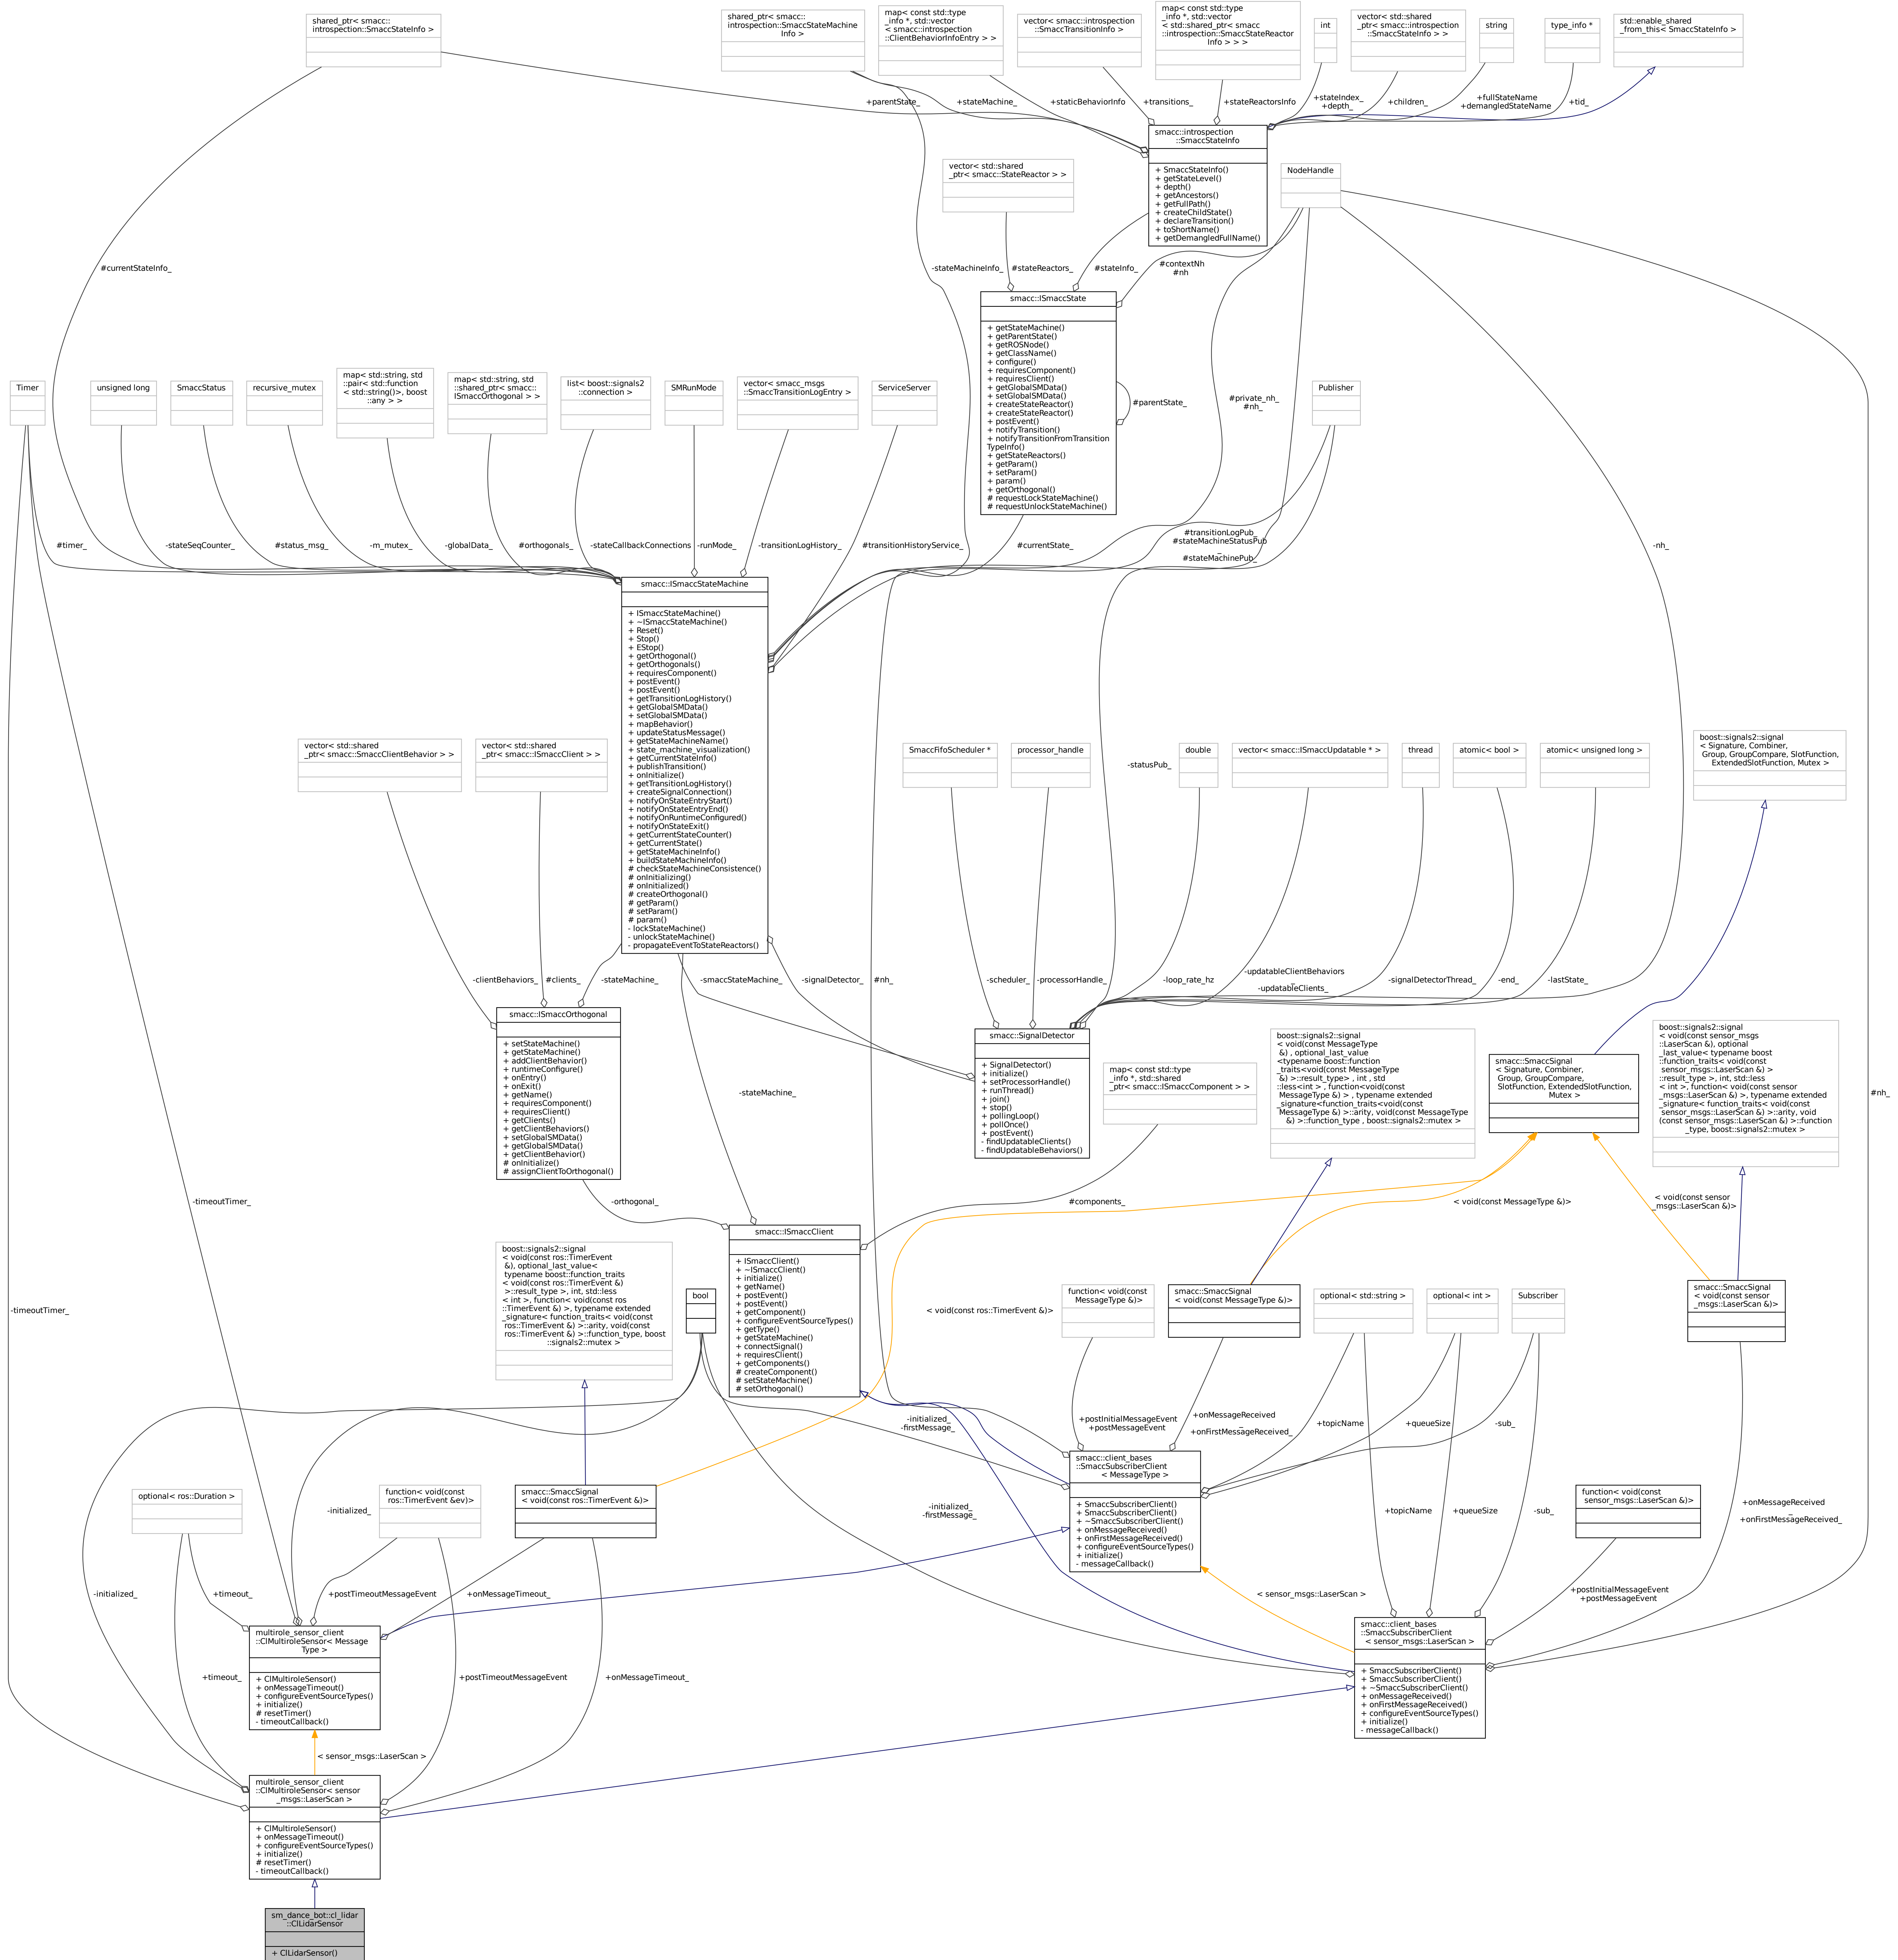 shared_ptr< smacc::
introspection::SmaccStateInfo >
shared_ptr< smacc::
introspection::SmaccStateMachine
Info >
map< const std::type
_info *, std::vector
< smacc::introspection
::ClientBehaviorInfoEntry > >
vector< smacc::introspection
::SmaccTransitionInfo >
map< const std::type
_info *, std::vector
< std::shared_ptr< smacc
::introspection::SmaccStateReactor
Info > > >
int
vector< std::shared
_ptr< smacc::introspection
::SmaccStateInfo > >
string
type_info *
std::enable_shared
_from_this< SmaccStateInfo >
+parentState_
+stateMachine_
+staticBehaviorInfo
+transitions_
+stateReactorsInfo
+stateIndex_
+depth_
+children_
+fullStateName
+demangledStateName
+tid_
smacc::introspection
::SmaccStateInfo
+ SmaccStateInfo()
+ getStateLevel()
+ depth()
+ getAncestors()
+ getFullPath()
+ createChildState()
+ declareTransition()
+ toShortName()
+ getDemangledFullName()
vector< std::shared
_ptr< smacc::StateReactor > >
NodeHandle
#currentStateInfo_
-stateMachineInfo_
#stateReactors_
#stateInfo_
#contextNh
#nh
smacc::ISmaccState
+ getStateMachine()
+ getParentState()
+ getROSNode()
+ getClassName()
+ configure()
+ requiresComponent()
+ requiresClient()
+ getGlobalSMData()
+ setGlobalSMData()
+ createStateReactor()
+ createStateReactor()
+ postEvent()
+ notifyTransition()
+ notifyTransitionFromTransition
TypeInfo()
+ getStateReactors()
+ getParam()
+ setParam()
+ param()
+ getOrthogonal()
# requestLockStateMachine()
# requestUnlockStateMachine()
#parentState_
#private_nh_
#nh_
Publisher
Timer
unsigned long
SmaccStatus
recursive_mutex
map< std::string, std
::pair< std::function
< std::string()>, boost
::any > >
map< std::string, std
::shared_ptr< smacc::
ISmaccOrthogonal > >
list< boost::signals2
::connection >
SMRunMode
vector< smacc_msgs
::SmaccTransitionLogEntry >
ServiceServer
#timer_
-stateSeqCounter_
#status_msg_
-m_mutex_
-globalData_
#orthogonals_
-stateCallbackConnections
-runMode_
-transitionLogHistory_
#transitionHistoryService_
#currentState_
#transitionLogPub_
#stateMachineStatusPub
_
#stateMachinePub_
-nh_
smacc::ISmaccStateMachine
+ ISmaccStateMachine()
+ ~ISmaccStateMachine()
+ Reset()
+ Stop()
+ EStop()
+ getOrthogonal()
+ getOrthogonals()
+ requiresComponent()
+ postEvent()
+ postEvent()
+ getTransitionLogHistory()
+ getGlobalSMData()
+ setGlobalSMData()
+ mapBehavior()
+ updateStatusMessage()
+ getStateMachineName()
+ state_machine_visualization()
+ getCurrentStateInfo()
+ publishTransition()
+ onInitialize()
+ getTransitionLogHistory()
+ createSignalConnection()
+ notifyOnStateEntryStart()
+ notifyOnStateEntryEnd()
+ notifyOnRuntimeConfigured()
+ notifyOnStateExit()
+ getCurrentStateCounter()
+ getCurrentState()
+ getStateMachineInfo()
+ buildStateMachineInfo()
# checkStateMachineConsistence()
# onInitializing()
# onInitialized()
# createOrthogonal()
# getParam()
# setParam()
# param()
- lockStateMachine()
- unlockStateMachine()
- propagateEventToStateReactors()
vector< std::shared
_ptr< smacc::SmaccClientBehavior > >
vector< std::shared
_ptr< smacc::ISmaccClient > >
SmaccFifoScheduler *
processor_handle
-statusPub_
double
vector< smacc::ISmaccUpdatable * >
thread
atomic< bool >
atomic< unsigned long >
boost::signals2::signal
< Signature, Combiner,
Group, GroupCompare, SlotFunction,
ExtendedSlotFunction, Mutex >
-clientBehaviors_
#clients_
-stateMachine_
-smaccStateMachine_
-signalDetector_
#nh_
-scheduler_
-processorHandle_
-loop_rate_hz
-updatableClientBehaviors
_
-updatableClients_
-signalDetectorThread_
-end_
-lastState_
smacc::ISmaccOrthogonal
+ setStateMachine()
+ getStateMachine()
+ addClientBehavior()
+ runtimeConfigure()
+ onEntry()
+ onExit()
+ getName()
+ requiresComponent()
+ requiresClient()
+ getClients()
+ getClientBehaviors()
+ setGlobalSMData()
+ getGlobalSMData()
+ getClientBehavior()
# onInitialize()
# assignClientToOrthogonal()
-stateMachine_
smacc::SignalDetector
+ SignalDetector()
+ initialize()
+ setProcessorHandle()
+ runThread()
+ join()
+ stop()
+ pollingLoop()
+ pollOnce()
+ postEvent()
- findUpdatableClients()
- findUpdatableBehaviors()
map< const std::type
_info *, std::shared
_ptr< smacc::ISmaccComponent > >
boost::signals2::signal
< void(const MessageType
&) , optional_last_value
<typename boost::function
_traits<void(const MessageType
&) >::result_type> , int , std
::less<int > , function<void(const
MessageType &) > , typename extended
_signature<function_traits<void(const
MessageType &) >::arity, void(const MessageType
&) >::function_type , boost::signals2::mutex >
smacc::SmaccSignal
< Signature, Combiner,
Group, GroupCompare,
SlotFunction, ExtendedSlotFunction,
Mutex >
boost::signals2::signal
< void(const sensor_msgs
::LaserScan &), optional
_last_value< typename boost
::function_traits< void(const
sensor_msgs::LaserScan &) >
::result_type >, int, std::less
< int >, function< void(const sensor
_msgs::LaserScan &) >, typename extended
_signature< function_traits< void(const
sensor_msgs::LaserScan &) >::arity, void
(const sensor_msgs::LaserScan &) >::function
_type, boost::signals2::mutex >
#nh_
-timeoutTimer_
-orthogonal_
#components_
< void(const MessageType &)>
< void(const sensor
_msgs::LaserScan &)>
smacc::ISmaccClient
+ ISmaccClient()
+ ~ISmaccClient()
+ initialize()
+ getName()
+ postEvent()
+ postEvent()
+ getComponent()
+ configureEventSourceTypes()
+ getType()
+ getStateMachine()
+ connectSignal()
+ requiresClient()
+ getComponents()
# createComponent()
# setStateMachine()
# setOrthogonal()
-timeoutTimer_
boost::signals2::signal
< void(const ros::TimerEvent
&), optional_last_value<
typename boost::function_traits
< void(const ros::TimerEvent &)
>::result_type >, int, std::less
< int >, function< void(const ros
::TimerEvent &) >, typename extended
_signature< function_traits< void(const
ros::TimerEvent &) >::arity, void(const
ros::TimerEvent &) >::function_type, boost
::signals2::mutex >
bool
< void(const ros::TimerEvent &)>
function< void(const
MessageType &)>
smacc::SmaccSignal
< void(const MessageType &)>
optional< std::string >
optional< int >
Subscriber
smacc::SmaccSignal
< void(const sensor
_msgs::LaserScan &)>
-initialized_
-firstMessage_
+postInitialMessageEvent
+postMessageEvent
+onMessageReceived
_
+onFirstMessageReceived_
+topicName
+queueSize
-sub_
smacc::client_bases
::SmaccSubscriberClient
< MessageType >
+ SmaccSubscriberClient()
+ SmaccSubscriberClient()
+ ~SmaccSubscriberClient()
+ onMessageReceived()
+ onFirstMessageReceived()
+ configureEventSourceTypes()
+ initialize()
- messageCallback()
optional< ros::Duration >
-initialized_
function< void(const
ros::TimerEvent &ev)>
smacc::SmaccSignal
< void(const ros::TimerEvent &)>
-initialized_
-firstMessage_
+topicName
+queueSize
-sub_
function< void(const
sensor_msgs::LaserScan &)>
+onMessageReceived
_
+onFirstMessageReceived_
-initialized_
+timeout_
+postTimeoutMessageEvent
+onMessageTimeout_
< sensor_msgs::LaserScan >
+postInitialMessageEvent
+postMessageEvent
multirole_sensor_client
::ClMultiroleSensor< Message
Type >
+ ClMultiroleSensor()
+ onMessageTimeout()
+ configureEventSourceTypes()
+ initialize()
# resetTimer()
- timeoutCallback()
smacc::client_bases
::SmaccSubscriberClient
< sensor_msgs::LaserScan >
+ SmaccSubscriberClient()
+ SmaccSubscriberClient()
+ ~SmaccSubscriberClient()
+ onMessageReceived()
+ onFirstMessageReceived()
+ configureEventSourceTypes()
+ initialize()
- messageCallback()
+timeout_
+postTimeoutMessageEvent
+onMessageTimeout_
< sensor_msgs::LaserScan >
multirole_sensor_client
::ClMultiroleSensor< sensor
_msgs::LaserScan >
+ ClMultiroleSensor()
+ onMessageTimeout()
+ configureEventSourceTypes()
+ initialize()
# resetTimer()
- timeoutCallback()
sm_dance_bot::cl_lidar
::ClLidarSensor
+ ClLidarSensor()